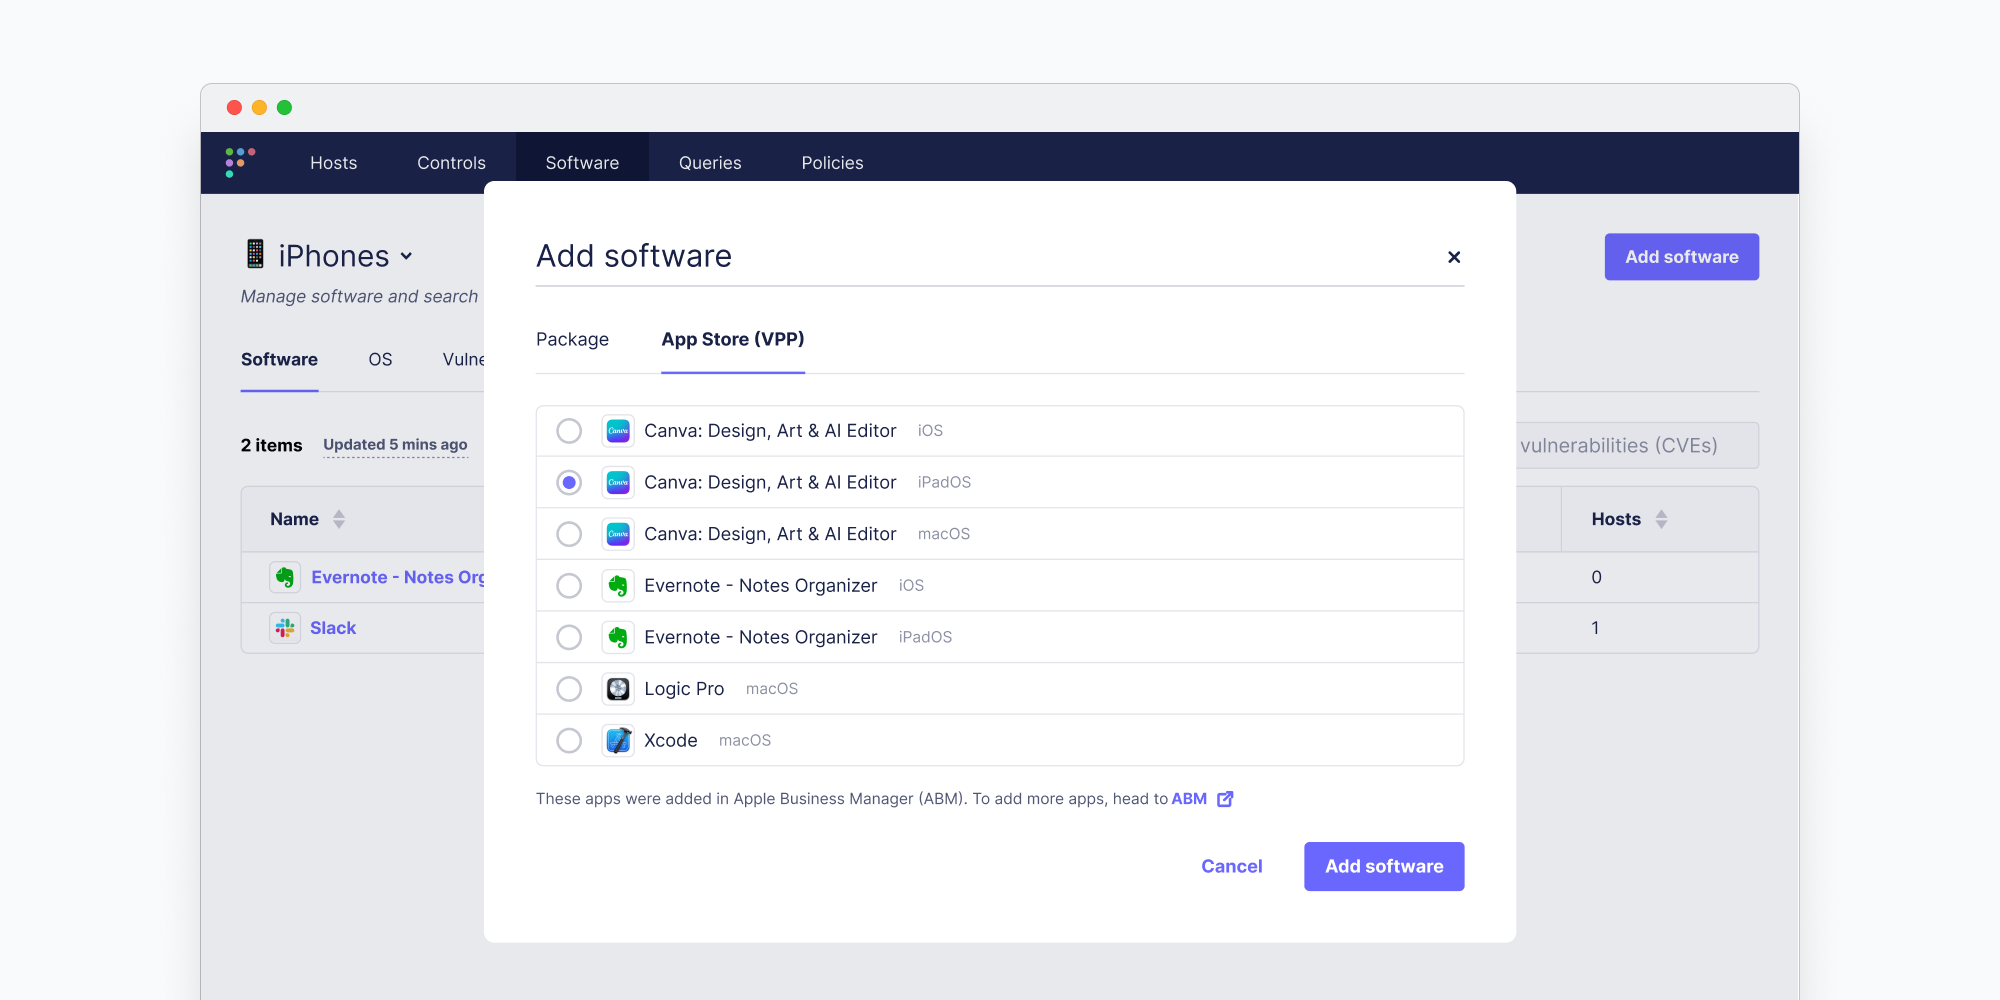 Hosts Controls Software Queries Policies
iPhones
Manage software and search
Add software
Software OS Vulne
2 items Updated 5 mins ago
vulnerabilities (CVEs)
Name Hosts
Evernote - Notes Org 0
Slack 1
Add software
Package App Store (VPP)
Canva: Design, Art & AI Editor iOS
Canva: Design, Art & AI Editor iPadOS
Canva: Design, Art & AI Editor macOS
Evernote - Notes Organizer iOS
Evernote - Notes Organizer iPadOS
Logic Pro macOS
Xcode macOS
These apps were added in Apple Business Manager (ABM). To add more apps, head to ABM
Cancel Add software